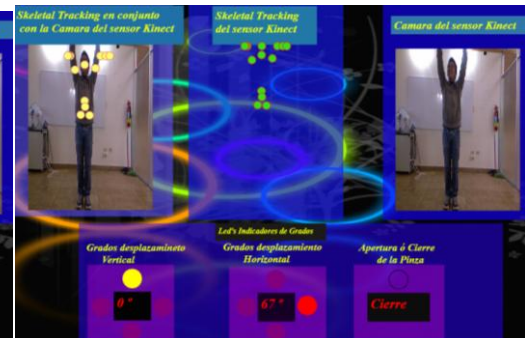 Skeletal Tracking en conjunto
con la Camara del sensor Kinect
Skeletal Tracking
del sensor Kinect
Camara del sensor Kinect
Led's Indicadores de Grados
Grados desplazamineto
Vertical
Grados desplazamiento
Horizontal
Apertura ó Cierre
de la Pinza
0 º
67 º
Cierre